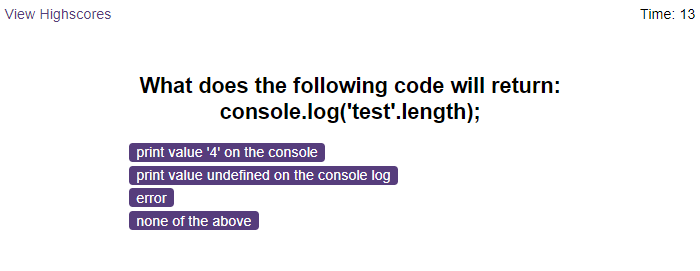 View Highscores
Time: 13
What does the following code will return:
console.log('test'.length);
print value '4' on the console
print value undefined on the console log
error
none of the above